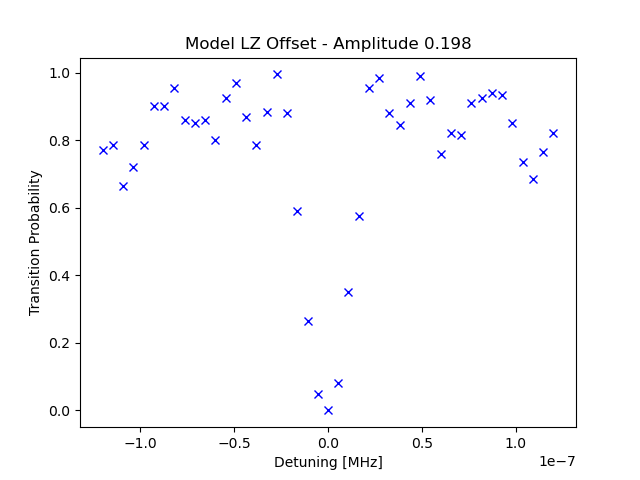 Model LZ Offset - Amplitude 0.198
1.0
0.8
0.6
0.4
0.2
0.0
Transition Probability
−1.0 −0.5 0.0 0.5 1.0
1e−7
Detuning [MHz]